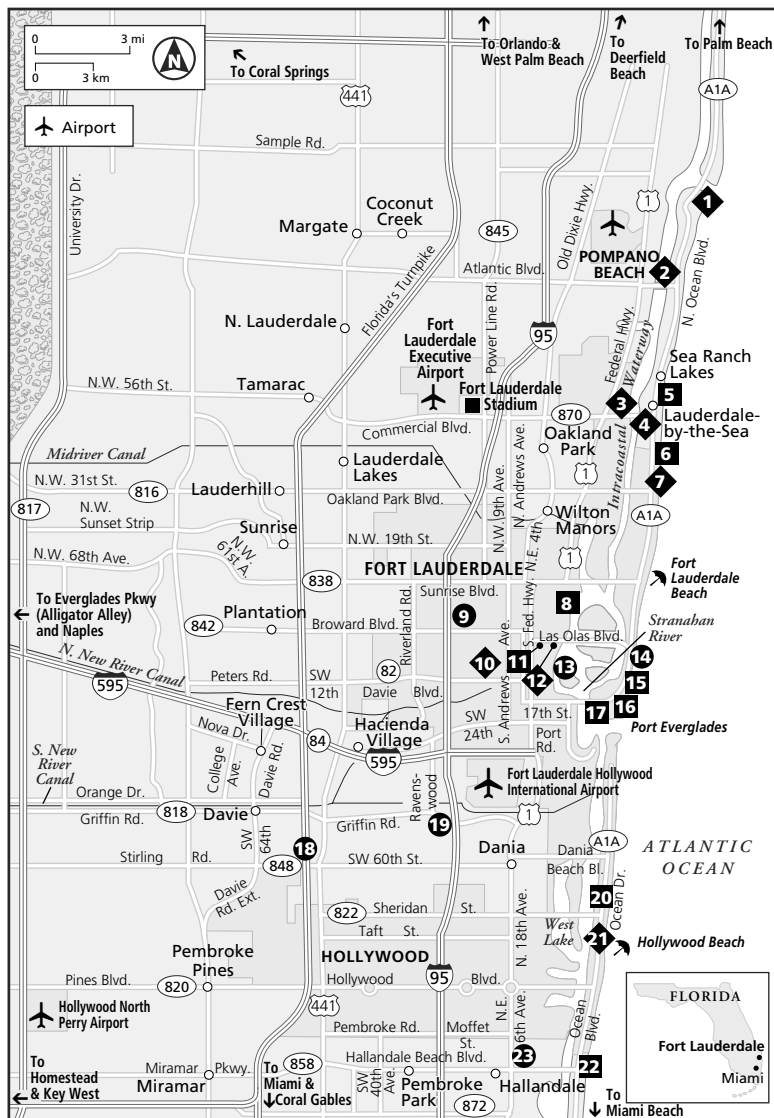 0 3 mi
0 3 km
N
Airport
To Coral Springs
To Orlando &
West Palm Beach
To
Deerfield
Beach
To Palm Beach
A1A
441
Sample Rd.
University Dr.
Coconut
Creek
Margate
845
Old Dixie Hwy.
1
1
POMPANO
BEACH
2
Atlantic Blvd.
N. Ocean Blvd.
Florida's Turnpike
Power Line Rd.
N. Lauderdale
95
Fort
Lauderdale
Executive
Airport
Federal Hwy.
Intracoastal Waterway
Sea Ranch
Lakes
N.W. 56th St.
Tamarac
Fort Lauderdale
Stadium
3
5
870
4
Lauderdale-
by-the-Sea
Commercial Blvd.
N. Andrews Ave.
Oakland
Park
Midriver Canal
6
Lauderdale
Lakes
1
N.W. 31st St.
816
Lauderhill
Oakland Park Blvd.
7
817
N.W.
Sunset Strip
N.W. 9th Ave.
N.E. 4th
Wilton
Manors
A1A
Sunrise
N.W. 19th St.
N.W.
61st A.
1
N.W. 68th Ave.
838
FORT LAUDERDALE
Fort
Lauderdale
Beach
Sunrise Blvd.
To Everglades Pkwy
(Alligator Alley)
and Naples
9
8
842
Plantation
Broward Blvd.
Riverland Rd.
S. Fed. Hwy.
Las Olas Blvd.
Stranahan
River
N. New River Canal
595
Peters Rd.
SW
12th
82
Davie Blvd.
10
11
12
13
14
15
S. Andrews Ave.
Fern Crest
Village
Nova Dr.
84
Hacienda
Village
SW
24th
17th St.
17
16
Port Everglades
Port
Rd.
S. New
River
Canal
College
Ave.
Davie Rd.
595
Fort Lauderdale Hollywood
International Airport
Orange Dr.
818
Griffin Rd.
Davie
Ravens-
wood
1
Griffin Rd.
19
SW
64th
18
A1A
ATLANTIC
OCEAN
Stirling Rd.
848
SW 60th St.
Dania
Dania
Beach Bl.
Davie
Rd. Ext.
822
Sheridan St.
20
Ocean Dr.
Taft St.
N. 18th Ave.
West
Lake
21
Hollywood Beach
Pembroke
Pines
HOLLYWOOD
95
Pines Blvd.
820
Hollywood Blvd.
FLORIDA
Hollywood North
Perry Airport
441
N.E.
6th Ave.
Ocean
Blvd.
Pembroke Rd.
Moffet
St.
Fort Lauderdale
Miami
To
Homestead
& Key West
Miramar Pkwy.
Miramar
To
Miami &
Coral Gables
858
Hallandale Beach Blvd.
SW
40th
Ave.
Pembroke
Park
23
Hallandale
22
872
To
Miami Beach